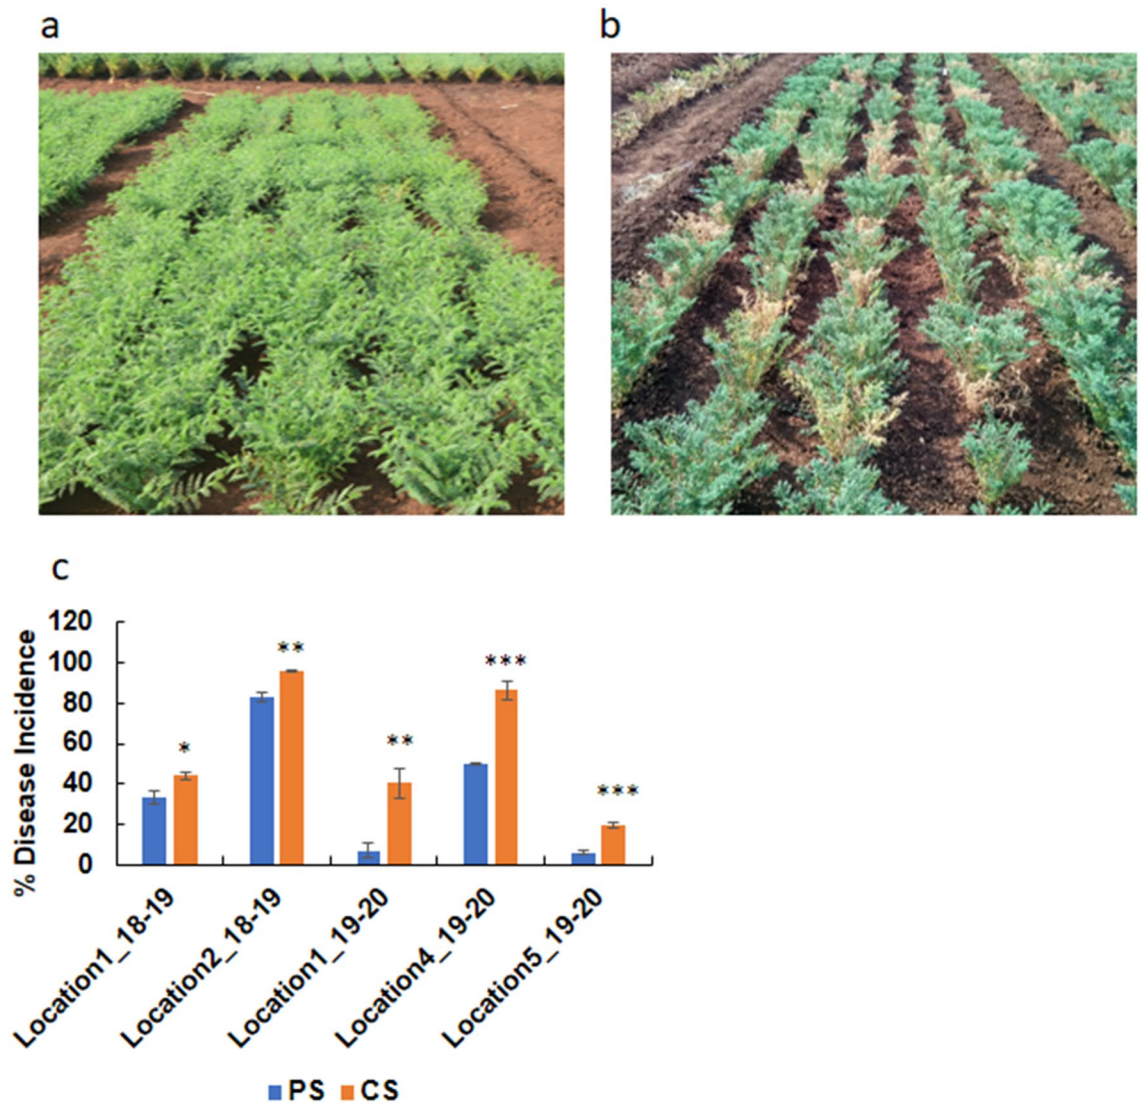 a
b
c
120
100
80
60
40
20
0
% Disease Incidence
*
**
**
***
***
Location1_18-19
Location2_18-19
Location1_19-20
Location4_19-20
Location5_19-20
PS CS